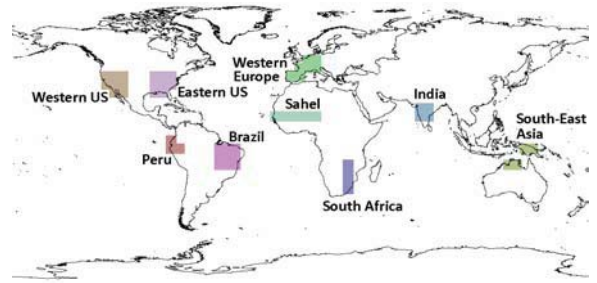 Western
Europe
Western US
Eastern US
Sahel
India
South-East
Asia
Brazil
Peru
South Africa